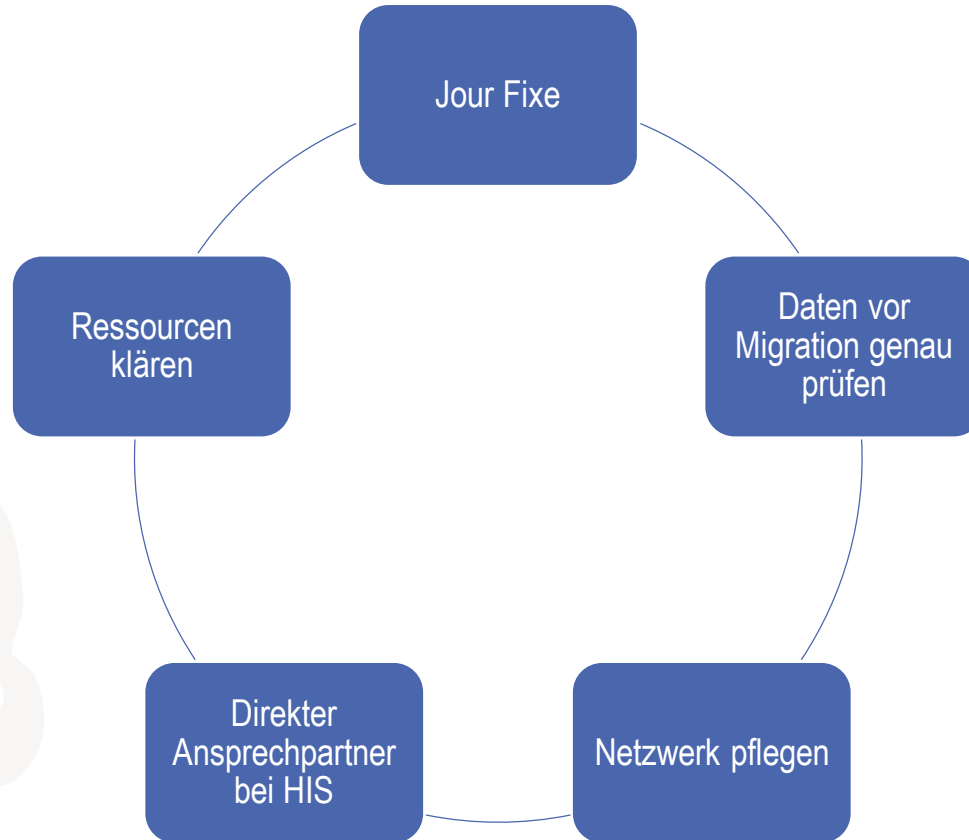 Jour Fixe
Daten vor
Migration genau
prüfen
Netzwerk pflegen
Direkter
Ansprechpartner
bei HIS
Ressourcen
klären